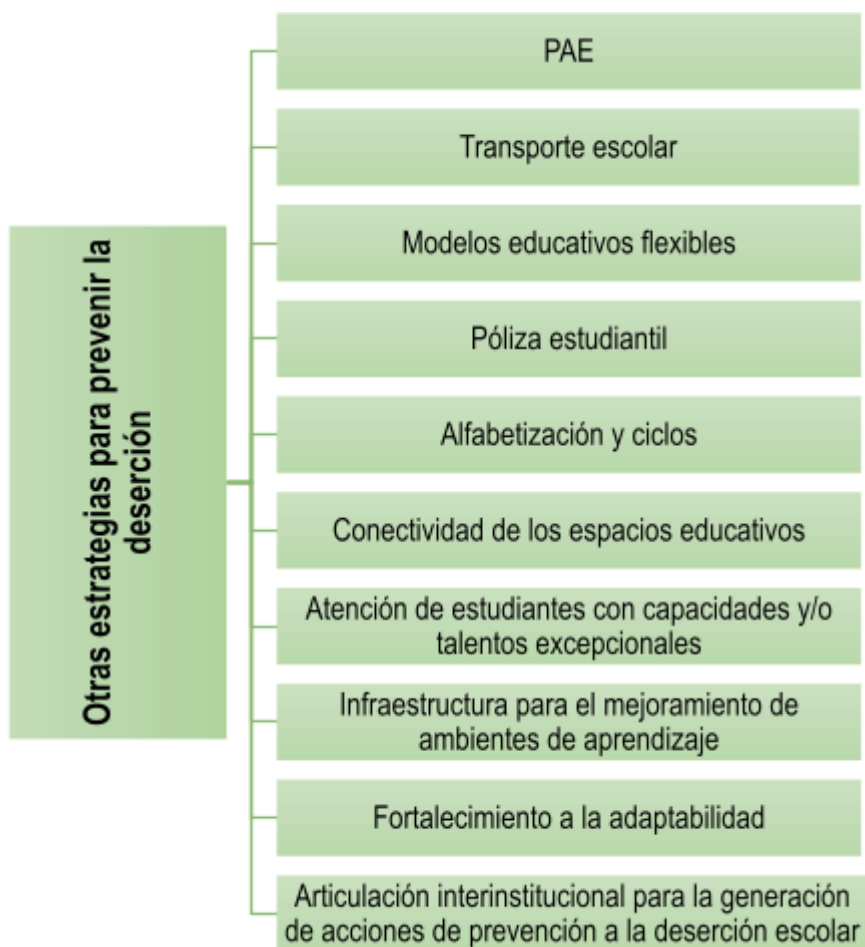 Otras estrategias para prevenir la
deserción
PAE
Transporte escolar
Modelos educativos flexibles
Póliza estudiantil
Alfabetización y ciclos
Conectividad de los espacios educativos
Atención de estudiantes con capacidades y/o
talentos excepcionales
Infraestructura para el mejoramiento de
ambientes de aprendizaje
Fortalecimiento a la adaptabilidad
Articulación interinstitucional para la generación
de acciones de prevención a la deserción escolar